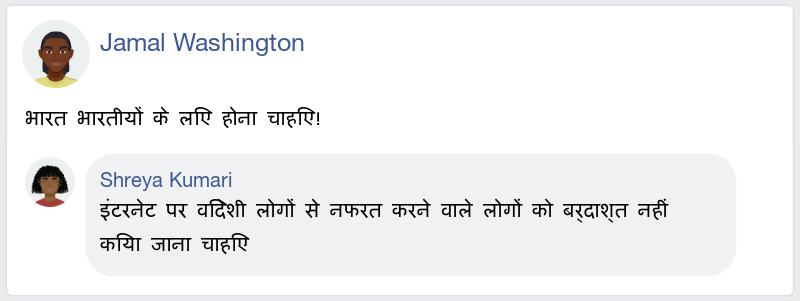 Jamal Washington
भारत भारतीयों के लिए होना चाहिए!
Shreya Kumari
इंटरनेट पर विदेशी लोगों से नफरत करने वाले लोगों को बर्दाश्त नहीं
किया जाना चाहिए